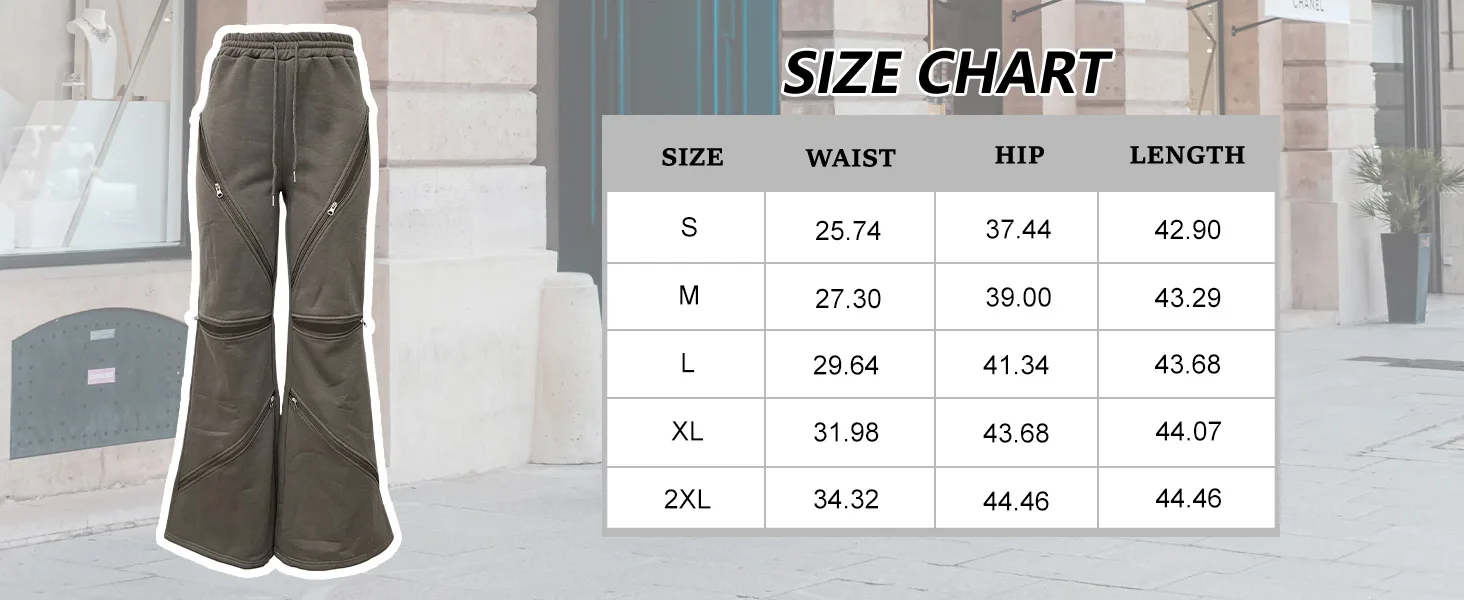 CHANEL
SIZE CHART
SIZE WAIST HIP LENGTH
S 25.74 37.44 42.90
M 27.30 39.00 43.29
L 29.64 41.34 43.68
XL 31.98 43.68 44.07
2XL 34.32 44.46 44.46